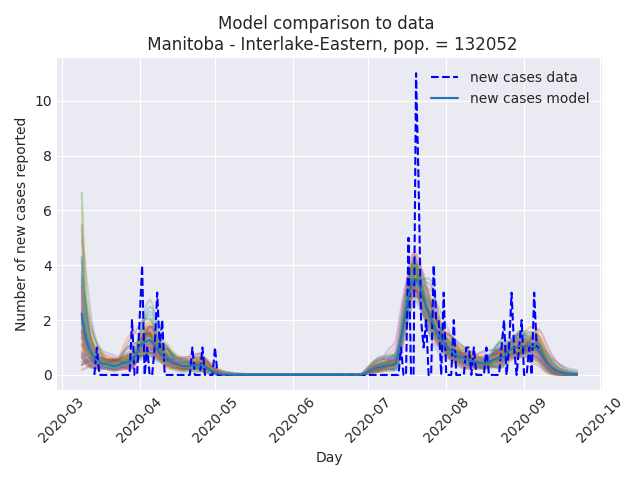 Model comparison to data
Manitoba - Interlake-Eastern, pop. = 132052
new cases data
new cases model
Number of new cases reported
10
8
6
4
2
0
2020-03
2020-04
2020-05
2020-06
2020-07
2020-08
2020-09
2020-10
Day